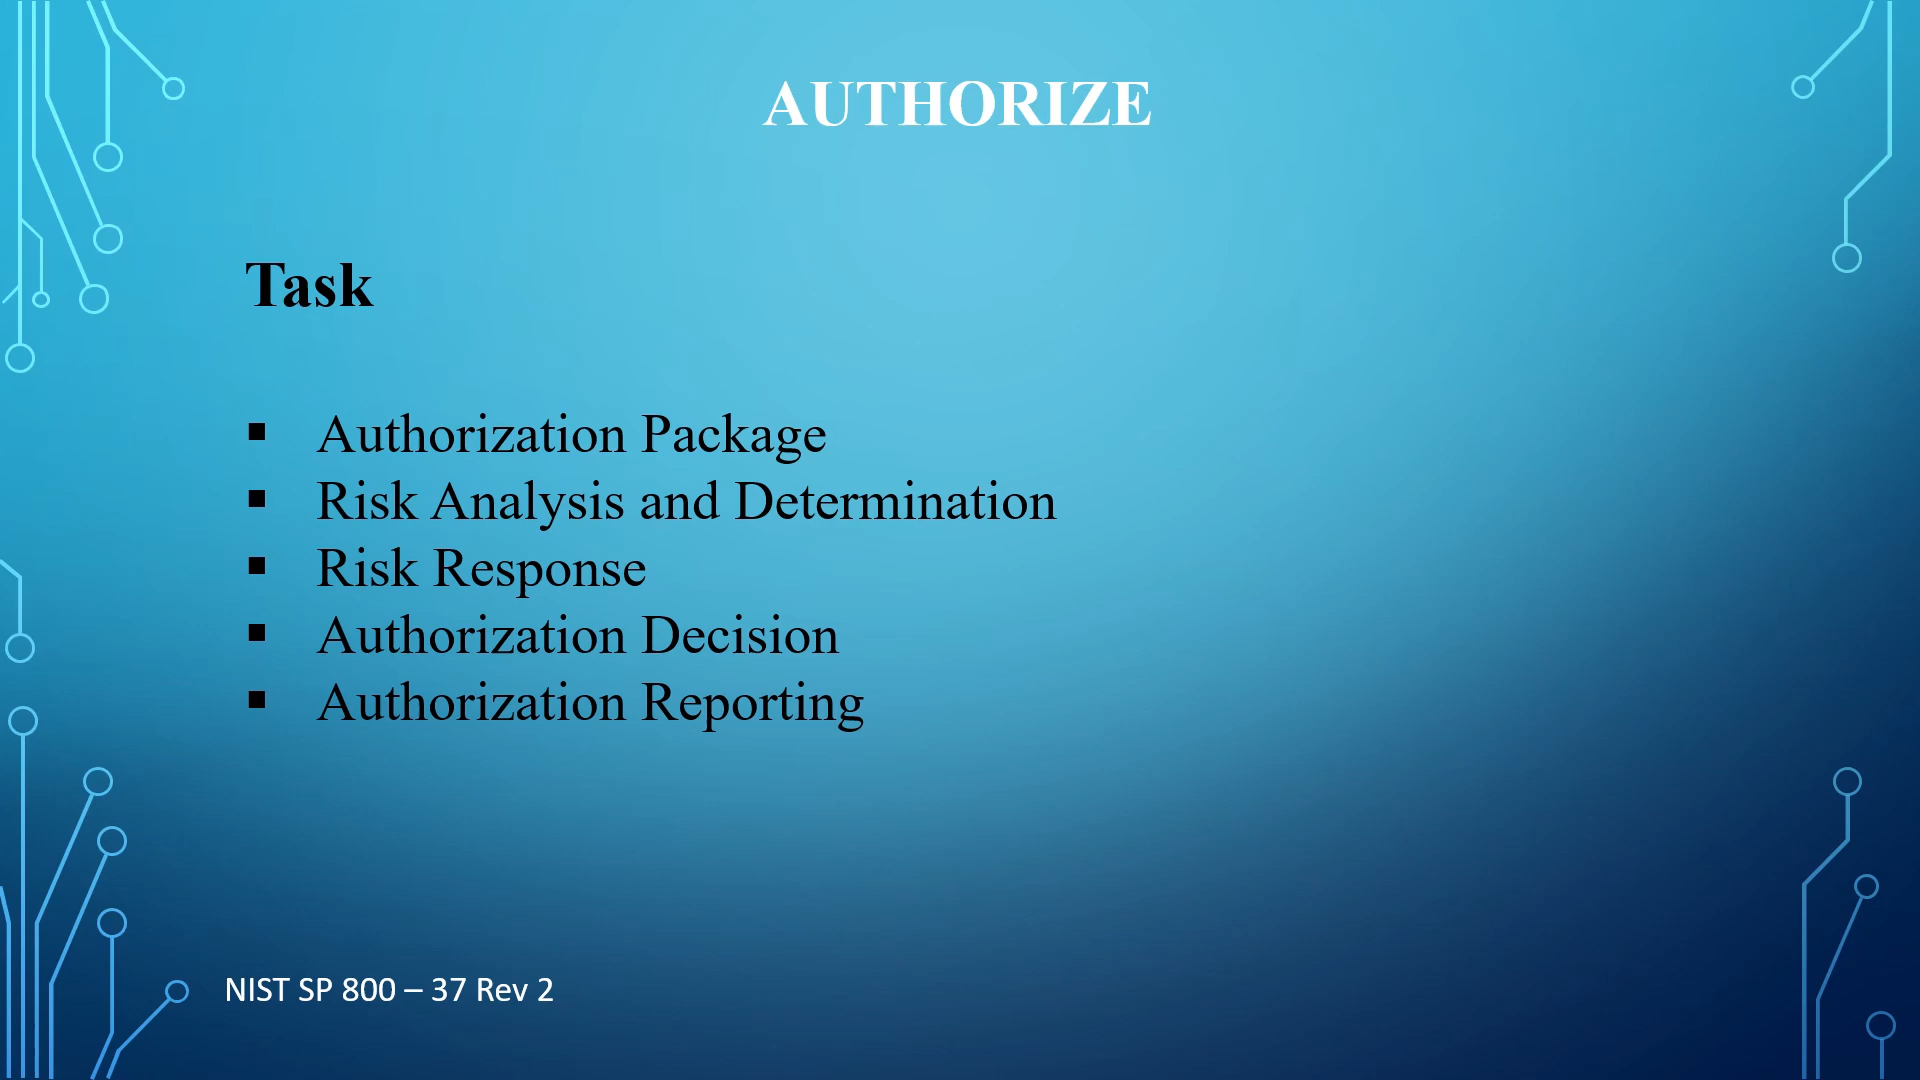 AUTHORIZE
Task
▪ Authorization Package
▪ Risk Analysis and Determination
▪ Risk Response
▪ Authorization Decision
▪ Authorization Reporting
NIST SP 800 – 37 Rev 2